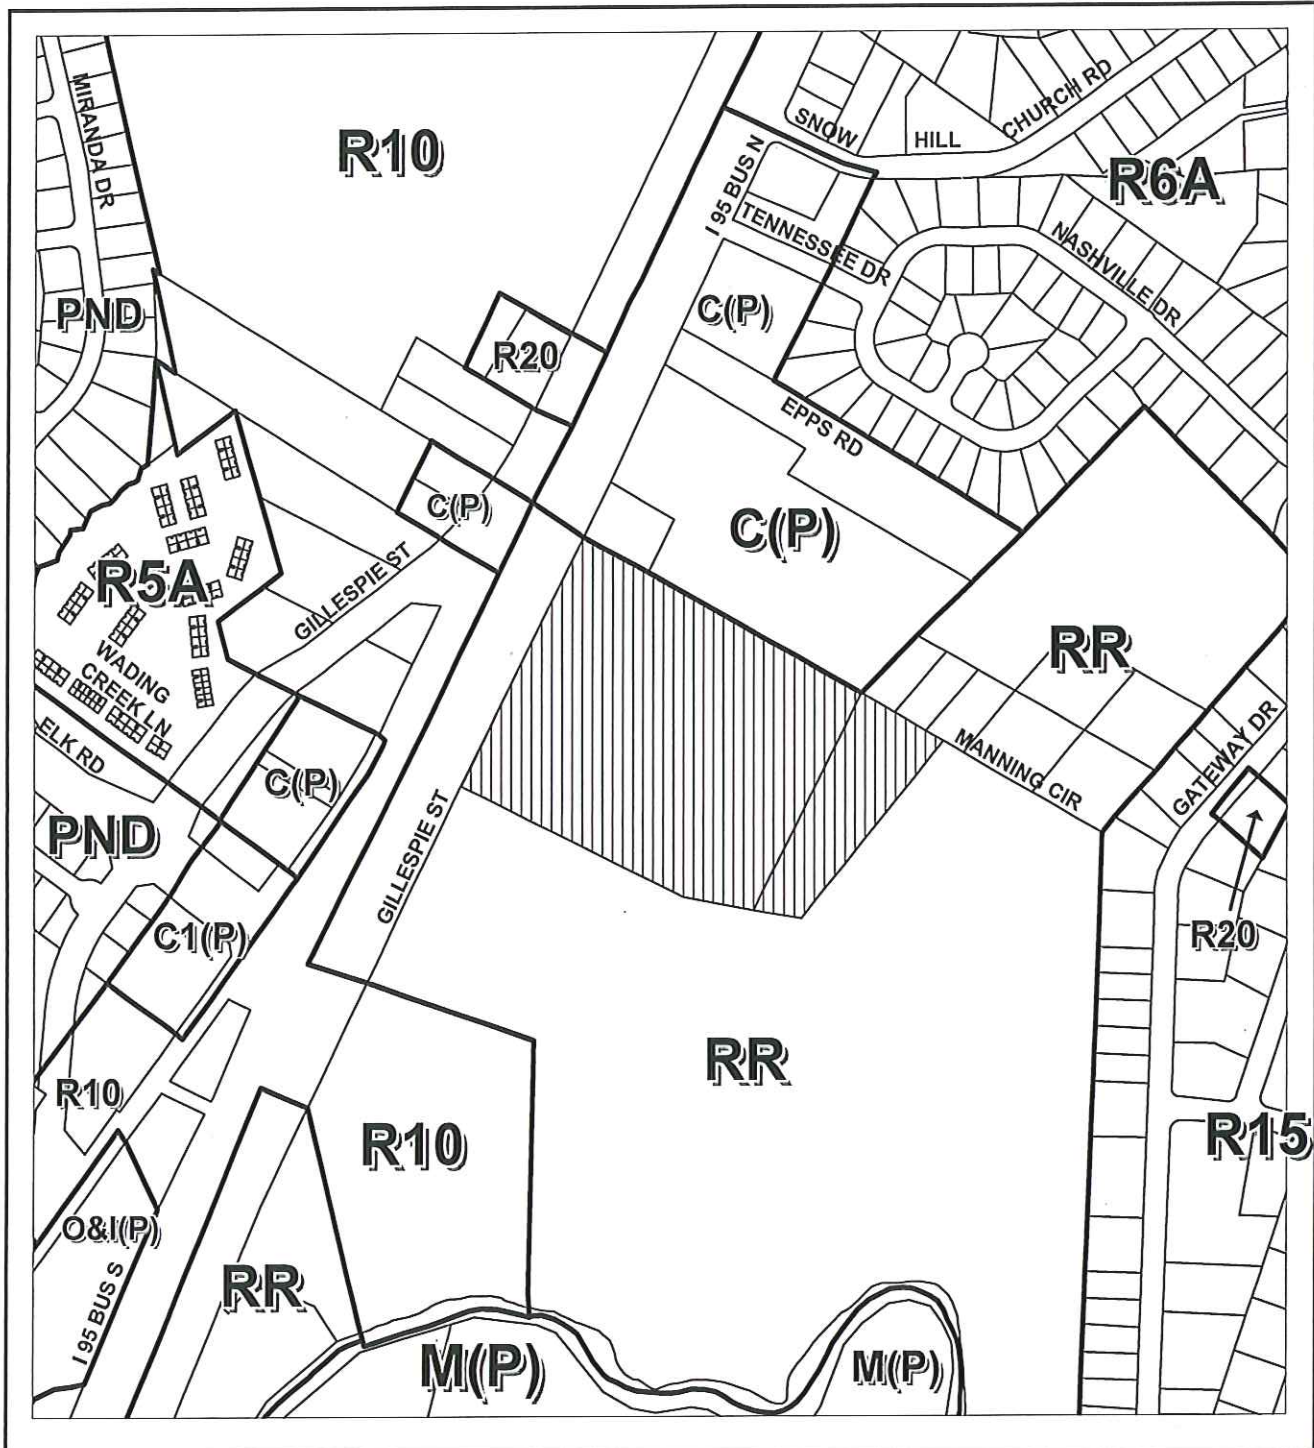 R10
MIRANDA DR
SNOW
HILL
CHURCH RD
I 95 BUS N
R6A
TENNESSEE DR
NASHVILLE DR
PND
C(P)
R20
EPPS RD
C(P)
C(P)
R5A
GILLESPIE ST
WADING
CREEK LN
RR
ELK RD
C(P)
MANNING CIR
GATEWAY DR
PND
GILLESPIE ST
C1(P)
R20
RR
R10
R10
R15
O&I(P)
RR
I 95 BUS S
M(P)
M(P)